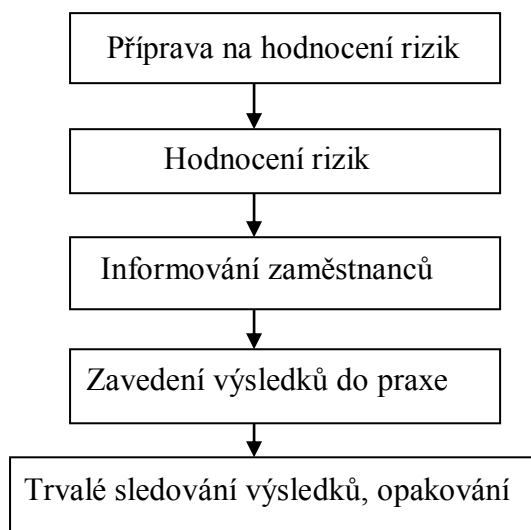 Příprava na hodnocení rizik
Hodnocení rizik
Informování zaměstnanců
Zavedení výsledků do praxe
Trvalé sledování výsledků, opakování